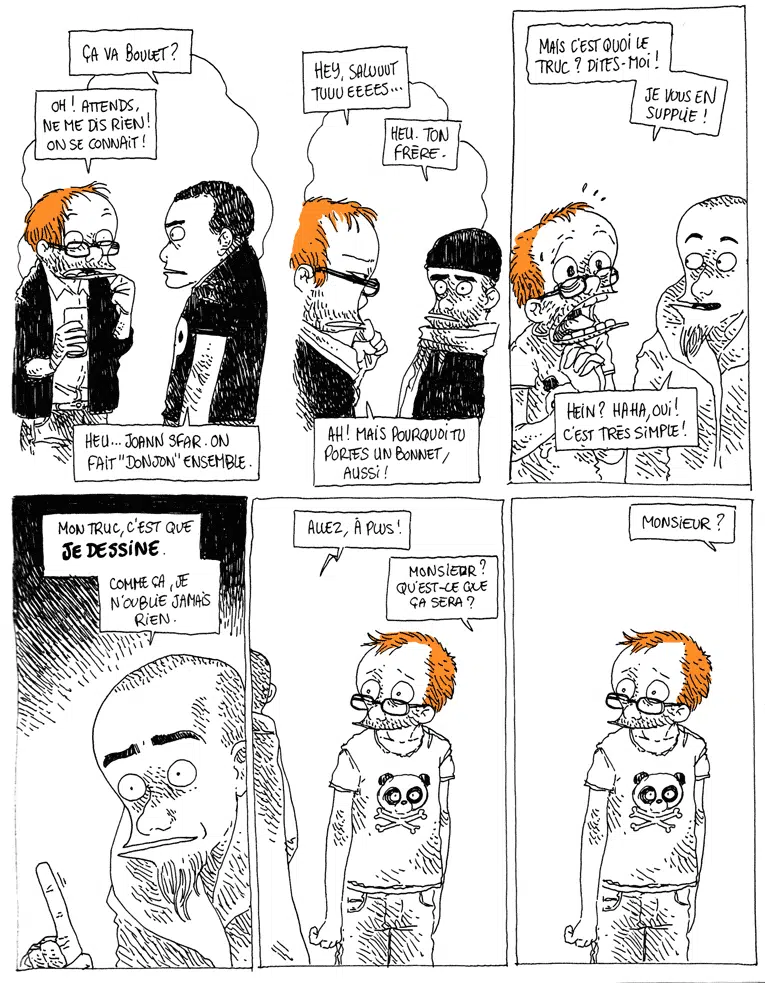 ÇA VA BOULET?
OH! ATTENDS,
NE ME DIS RIEN!
ON SE CONNAÎT!
HEU... JOANN SFAR. ON
FAIT "DONJON" ENSEMBLE.
HEY, SALUUUT
TUUU EEEES...
HEU. TON
FRÈRE.
AH! MAIS POURQUOI TU
PORTES UN BONNET,
AUSSI!
MAIS C'EST QUOI LE
TRUC? DITES-MOI!
JE VOUS EN
SUPPLIE!
HEIN? HAHA, OUI!
C'EST TRÈS SIMPLE!
MON TRUC, C'EST QUE
JE DESSINE.
COMME ÇA, JE
N'OUBLIE JAMAIS
RIEN.
ALLEZ, À PLUS!
MONSIEUR?
QU'EST-CE QUE
ÇA SERA?
MONSIEUR?